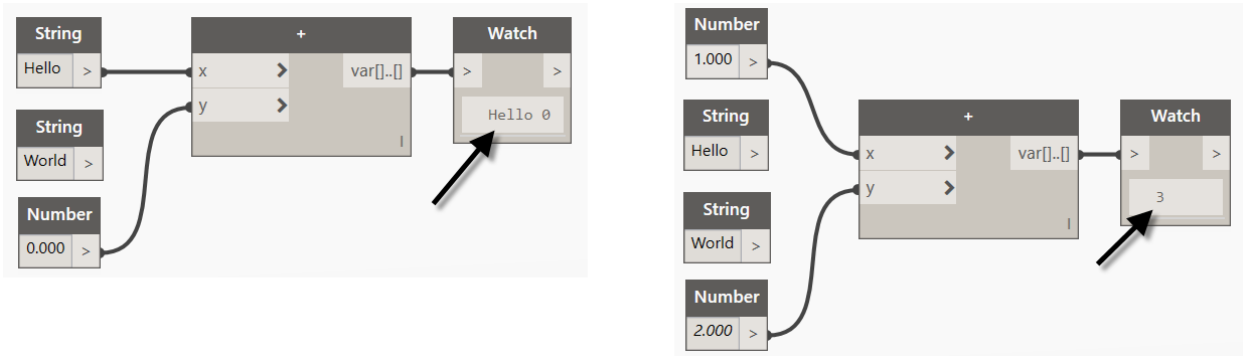 String
Hello >
String
World >
Number
0.000 >
+
x > var[]..[]
y >
l
Watch
> >
Hello 0
Number
1.000 >
String
Hello >
String
World >
Number
2.000 >
+
x > var[]..[]
y >
l
Watch
> >
3